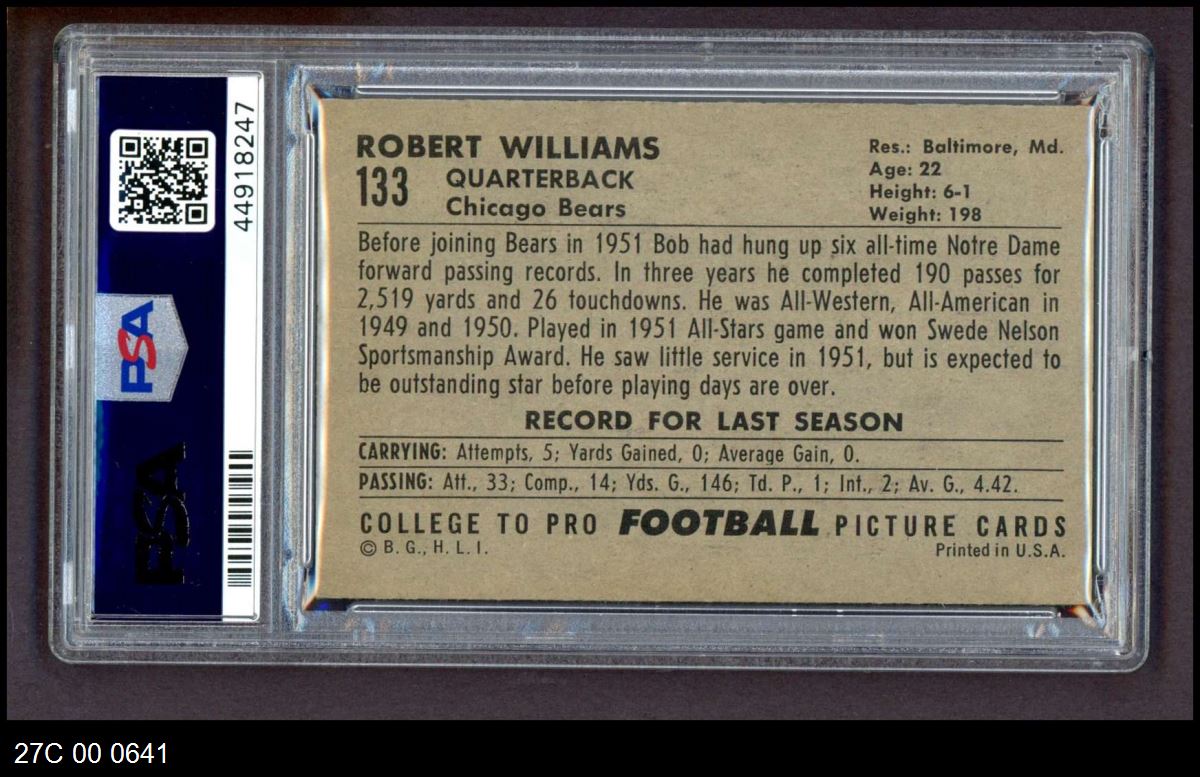 PSA
PSA
44918247
ROBERT WILLIAMS
133
QUARTERBACK
Chicago Bears
Res.: Baltimore, Md.
Age: 22
Height: 6-1
Weight: 198
Before joining Bears in 1951 Bob had hung up six all-time Notre Dame
forward passing records. In three years he completed 190 passes for
2,519 yards and 26 touchdowns. He was All-Western, All-American in
1949 and 1950. Played in 1951 All-Stars game and won Swede Nelson
Sportsmanship Award. He saw little service in 1951, but is expected to
be outstanding star before playing days are over.
RECORD FOR LAST SEASON
CARRYING: Attempts, 5; Yards Gained, 0; Average Gain, 0.
PASSING: Att., 33; Comp., 14; Yds. G., 146; Td. P., 1; Int., 2; Av. G., 4.42.
COLLEGE TO PRO FOOTBALL PICTURE CARDS
© B. G., H. L. I.
Printed in U.S.A.
27C 00 0641